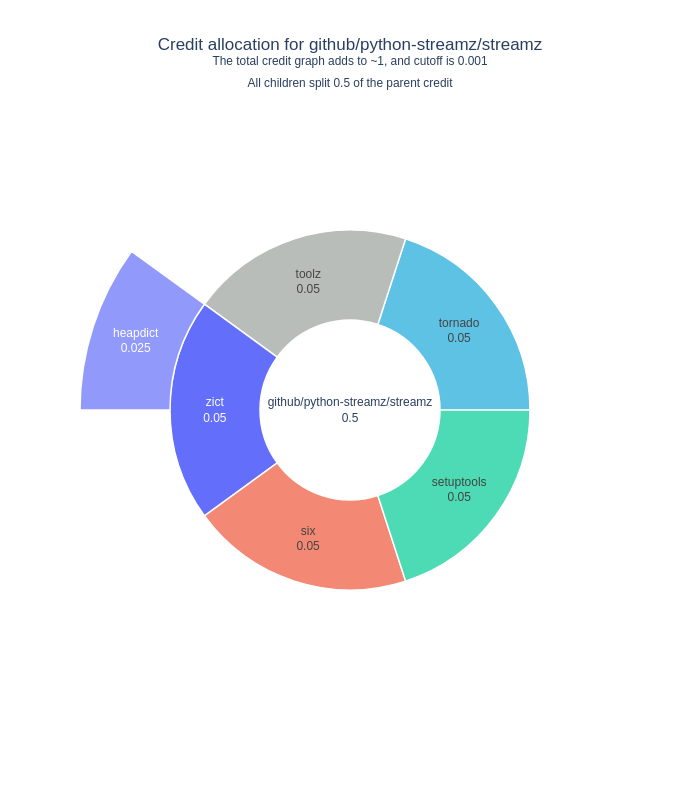 Credit allocation for github/python-streamz/streamz
The total credit graph adds to ~1, and cutoff is 0.001
All children split 0.5 of the parent credit
toolz
0.05
tornado
0.05
heapdict
0.025
zict
0.05
github/python-streamz/streamz
0.5
setuptools
0.05
six
0.05